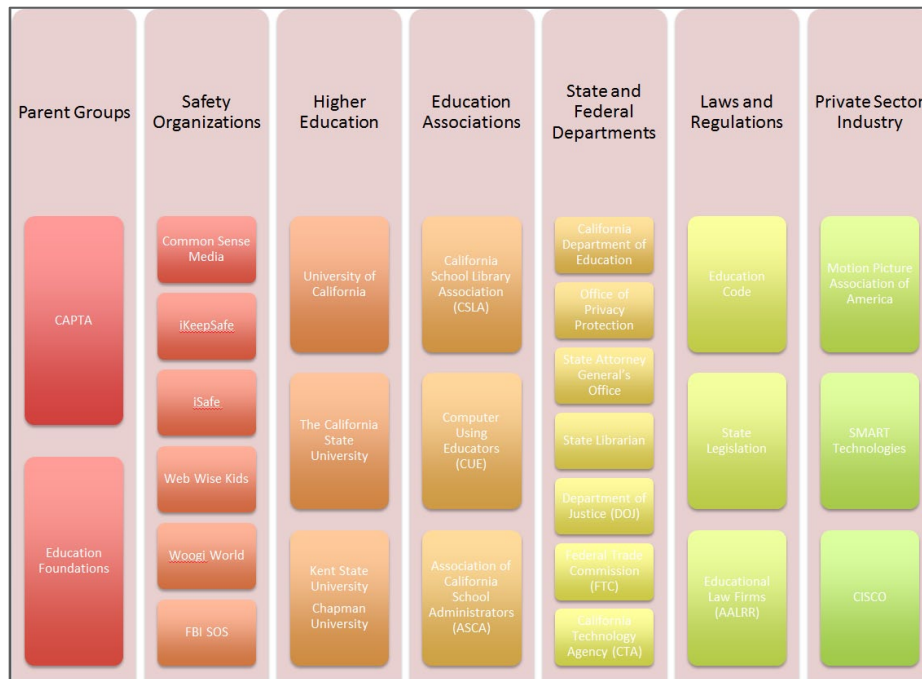 Parent Groups
CAPTA
Education
Foundations
Safety
Organizations
Common Sense
Media
iKeepSafe
iSafe
Web Wise Kids
Woogi World
FBI SOS
Higher
Education
University of
California
The California
State
University
Kent State
University
Chapman
University
Education
Associations
California
School Library
Association
(CSLA)
Computer
Using
Educators
(CUE)
Association of
California
School
Administrators
(ASCA)
State and
Federal
Departments
California
Department of
Education
Office of
Privacy
Protection
State Attorney
General's
Office
State Librarian
Department of
Justice (DOJ)
Federal Trade
Commission
(FTC)
California
Technology
Agency (CTA)
Laws and
Regulations
Education
Code
State
Legislation
Educational
Law Firms
(AALRR)
Private Sector
Industry
Motion Picture
Association of
America
SMART
Technologies
CISCO